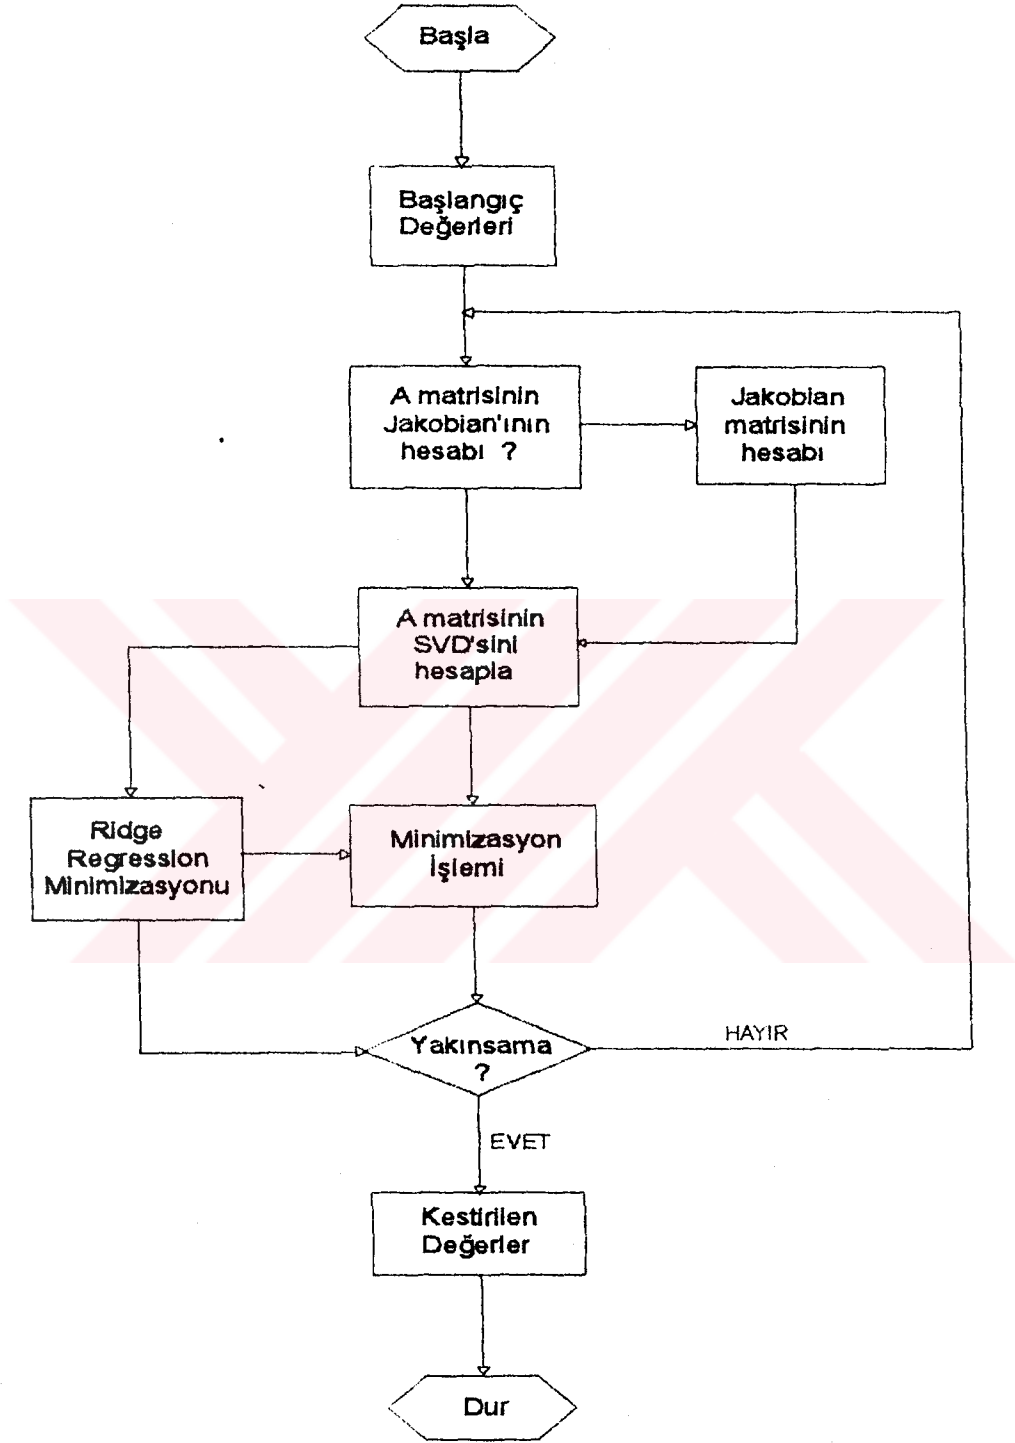 Başla
Başlangıç
Değerleri
A matrisinin
Jakobian'ının
hesabı ?
Jakobian
matrisinin
hesabı
A matrisinin
SVD'sini
hesapla
Ridge
Regression
Minimizasyonu
Minimizasyon
İşlemi
Yakınsama
?
HAYIR
EVET
Kestirilen
Değerler
Dur